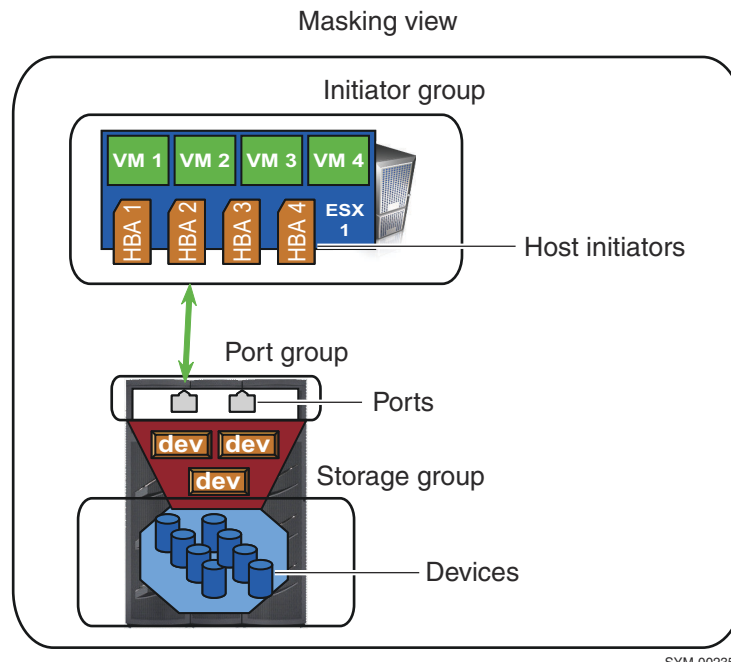 Masking view
Initiator group
VM 1 VM 2 VM 3 VM 4
HBA 1 HBA 2 HBA 3 HBA 4
ESX
1
Host initiators
Port group
Ports
dev dev
dev
Storage group
Devices